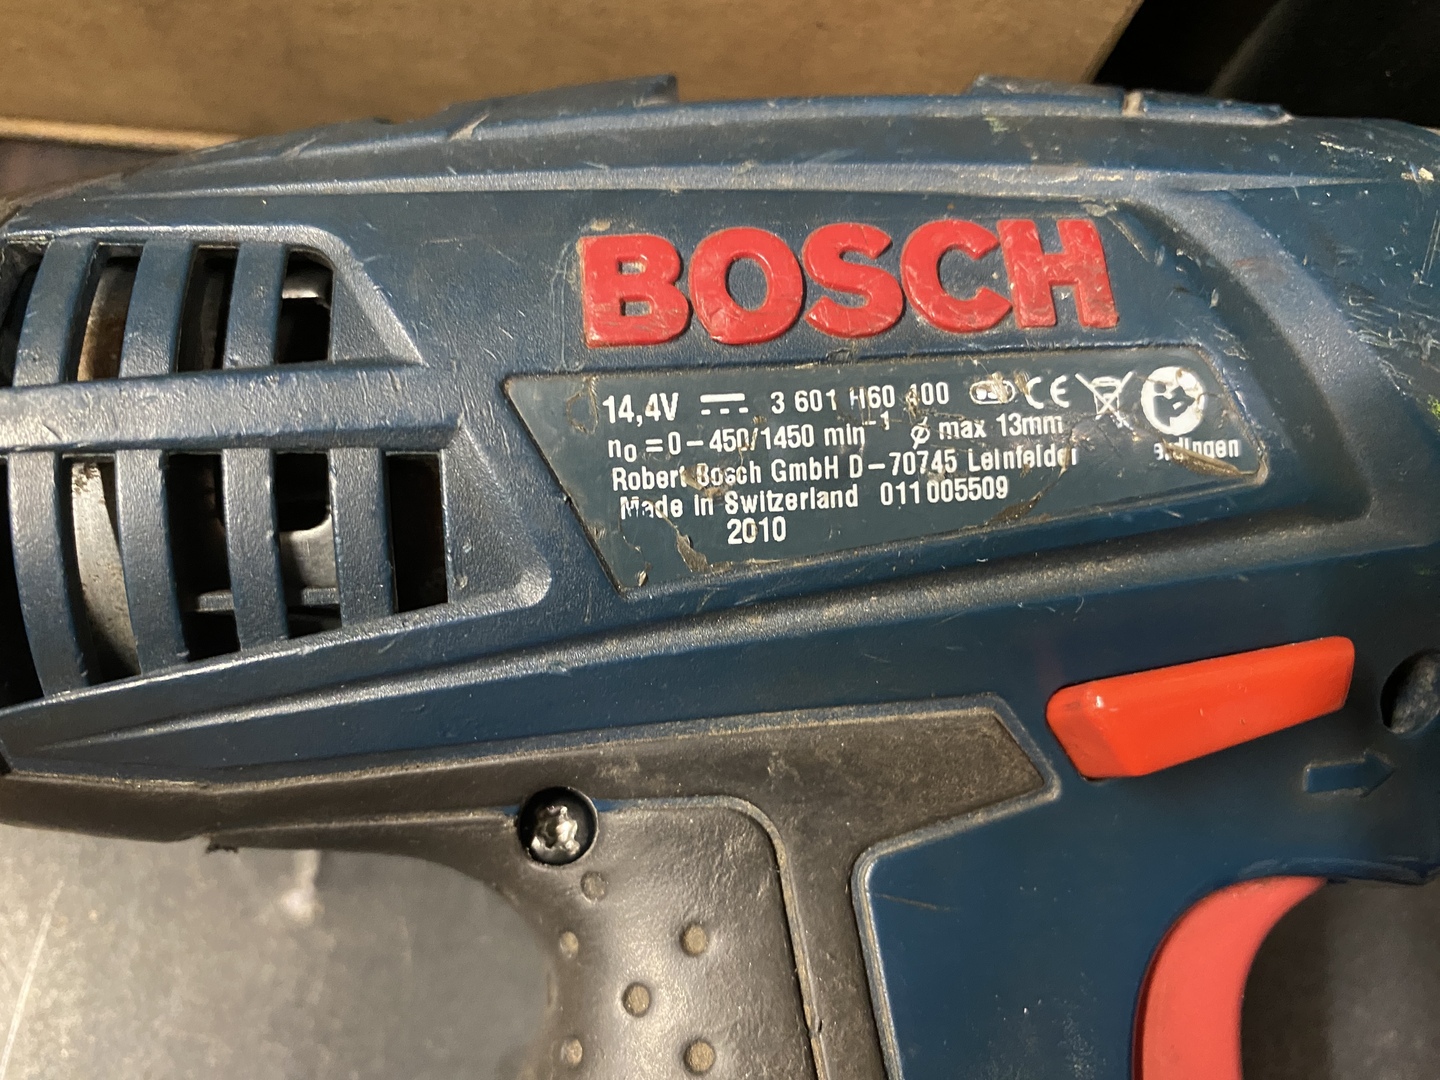 BOSCH
14,4V 3 601 H60 400 CE
n0 = 0 – 450/1450 min⁻¹ ø max 13mm
Robert Bosch GmbH D – 70745
Made in Switzerland 011005509
2010